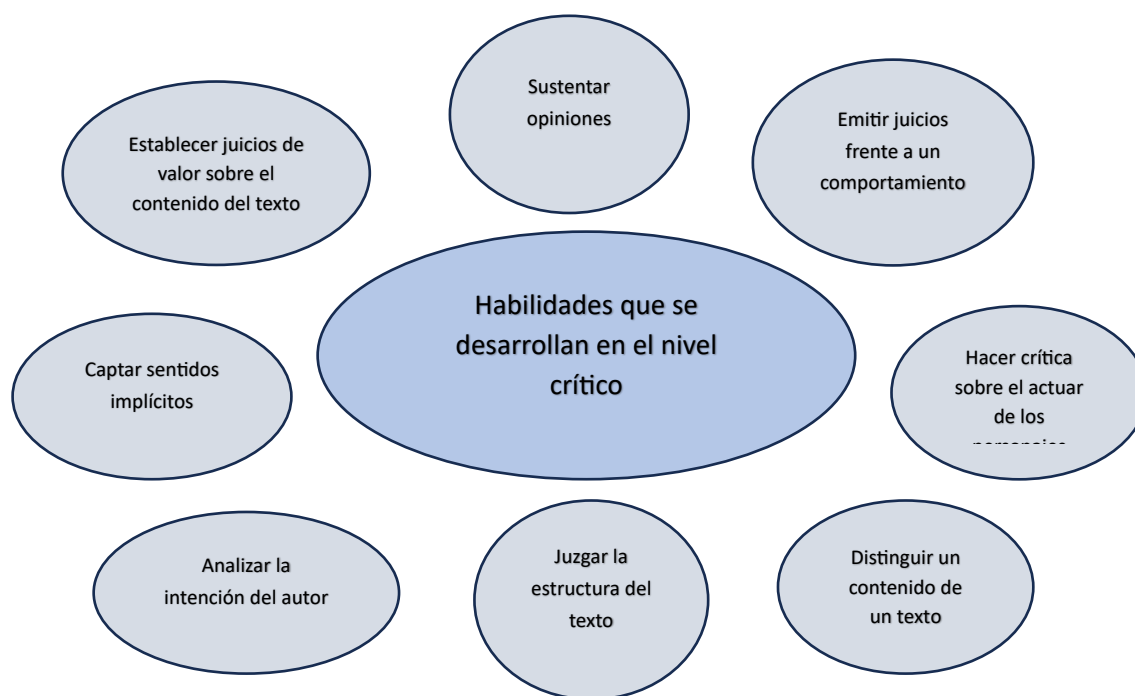 Sustentar
opiniones
Emitir juicios
frente a un
comportamiento
Establecer juicios de
valor sobre el
contenido del texto
Habilidades que se
desarrollan en el nivel
crítico
Captar sentidos
implícitos
Hacer crítica
sobre el actuar
de los
Analizar la
intención del autor
Juzgar la
estructura del
texto
Distinguir un
contenido de
un texto